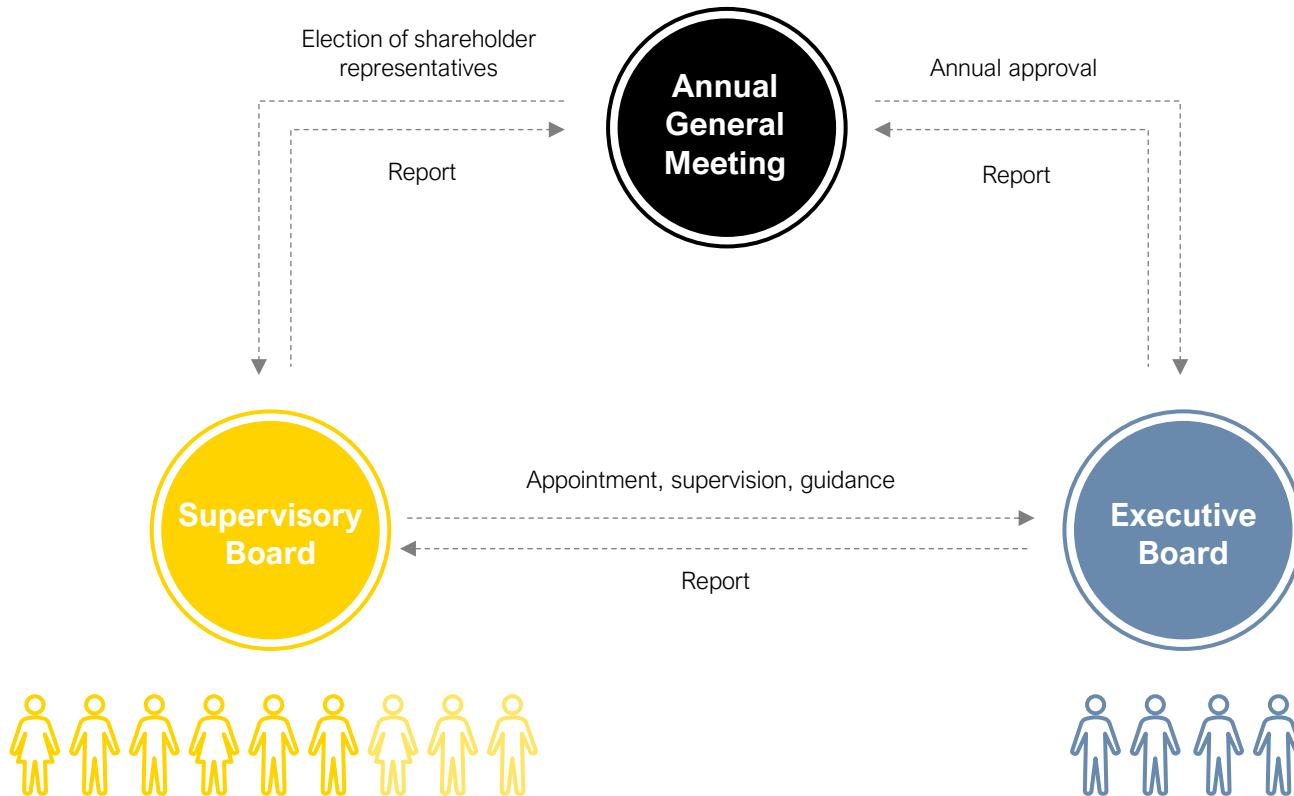 Election of shareholder
representatives
Annual
General
Meeting
Annual approval
Report
Report
Appointment, supervision, guidance
Supervisory
Board
Executive
Board
Report